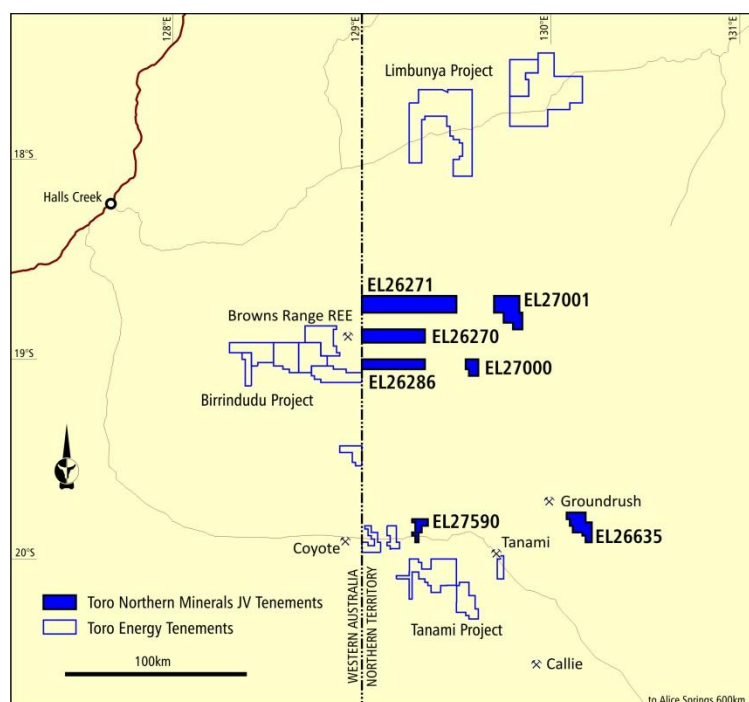 128°E
129°E
130°E
131°E
Limbunya Project
18°S
Halls Creek
EL26271
EL27001
Browns Range REE
EL26270
19°S
EL27000
EL26286
Birrindudu Project
Groundrush
EL27590
EL26635
Coyote
Tanami
20°S
Toro Northern Minerals JV Tenements
Toro Energy Tenements
Tanami Project
100km
WESTERN AUSTRALIA
NORTHERN TERRITORY
Callie
to Alice Springs 600km